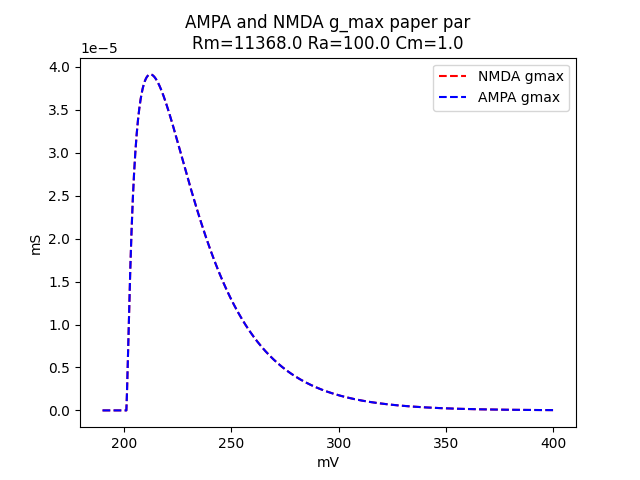 AMPA and NMDA g_max paper par
Rm=11368.0 Ra=100.0 Cm=1.0
1e−5
NMDA gmax
AMPA gmax
4.0
3.5
3.0
2.5
2.0
1.5
1.0
0.5
0.0
mS
200
250
300
350
400
mV